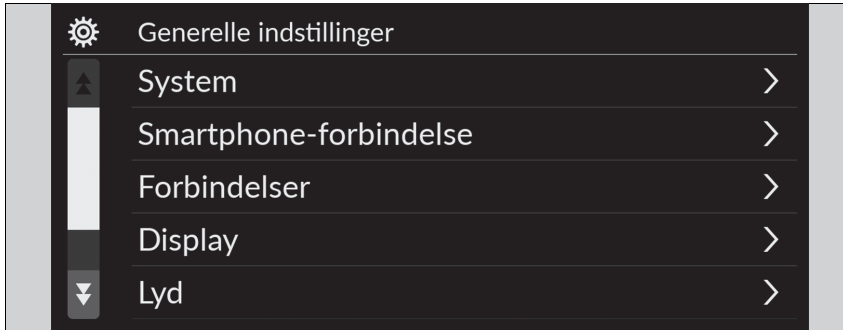 Generelle indstillinger
System
Smartphone-forbindelse
Forbindelser
Display
Lyd